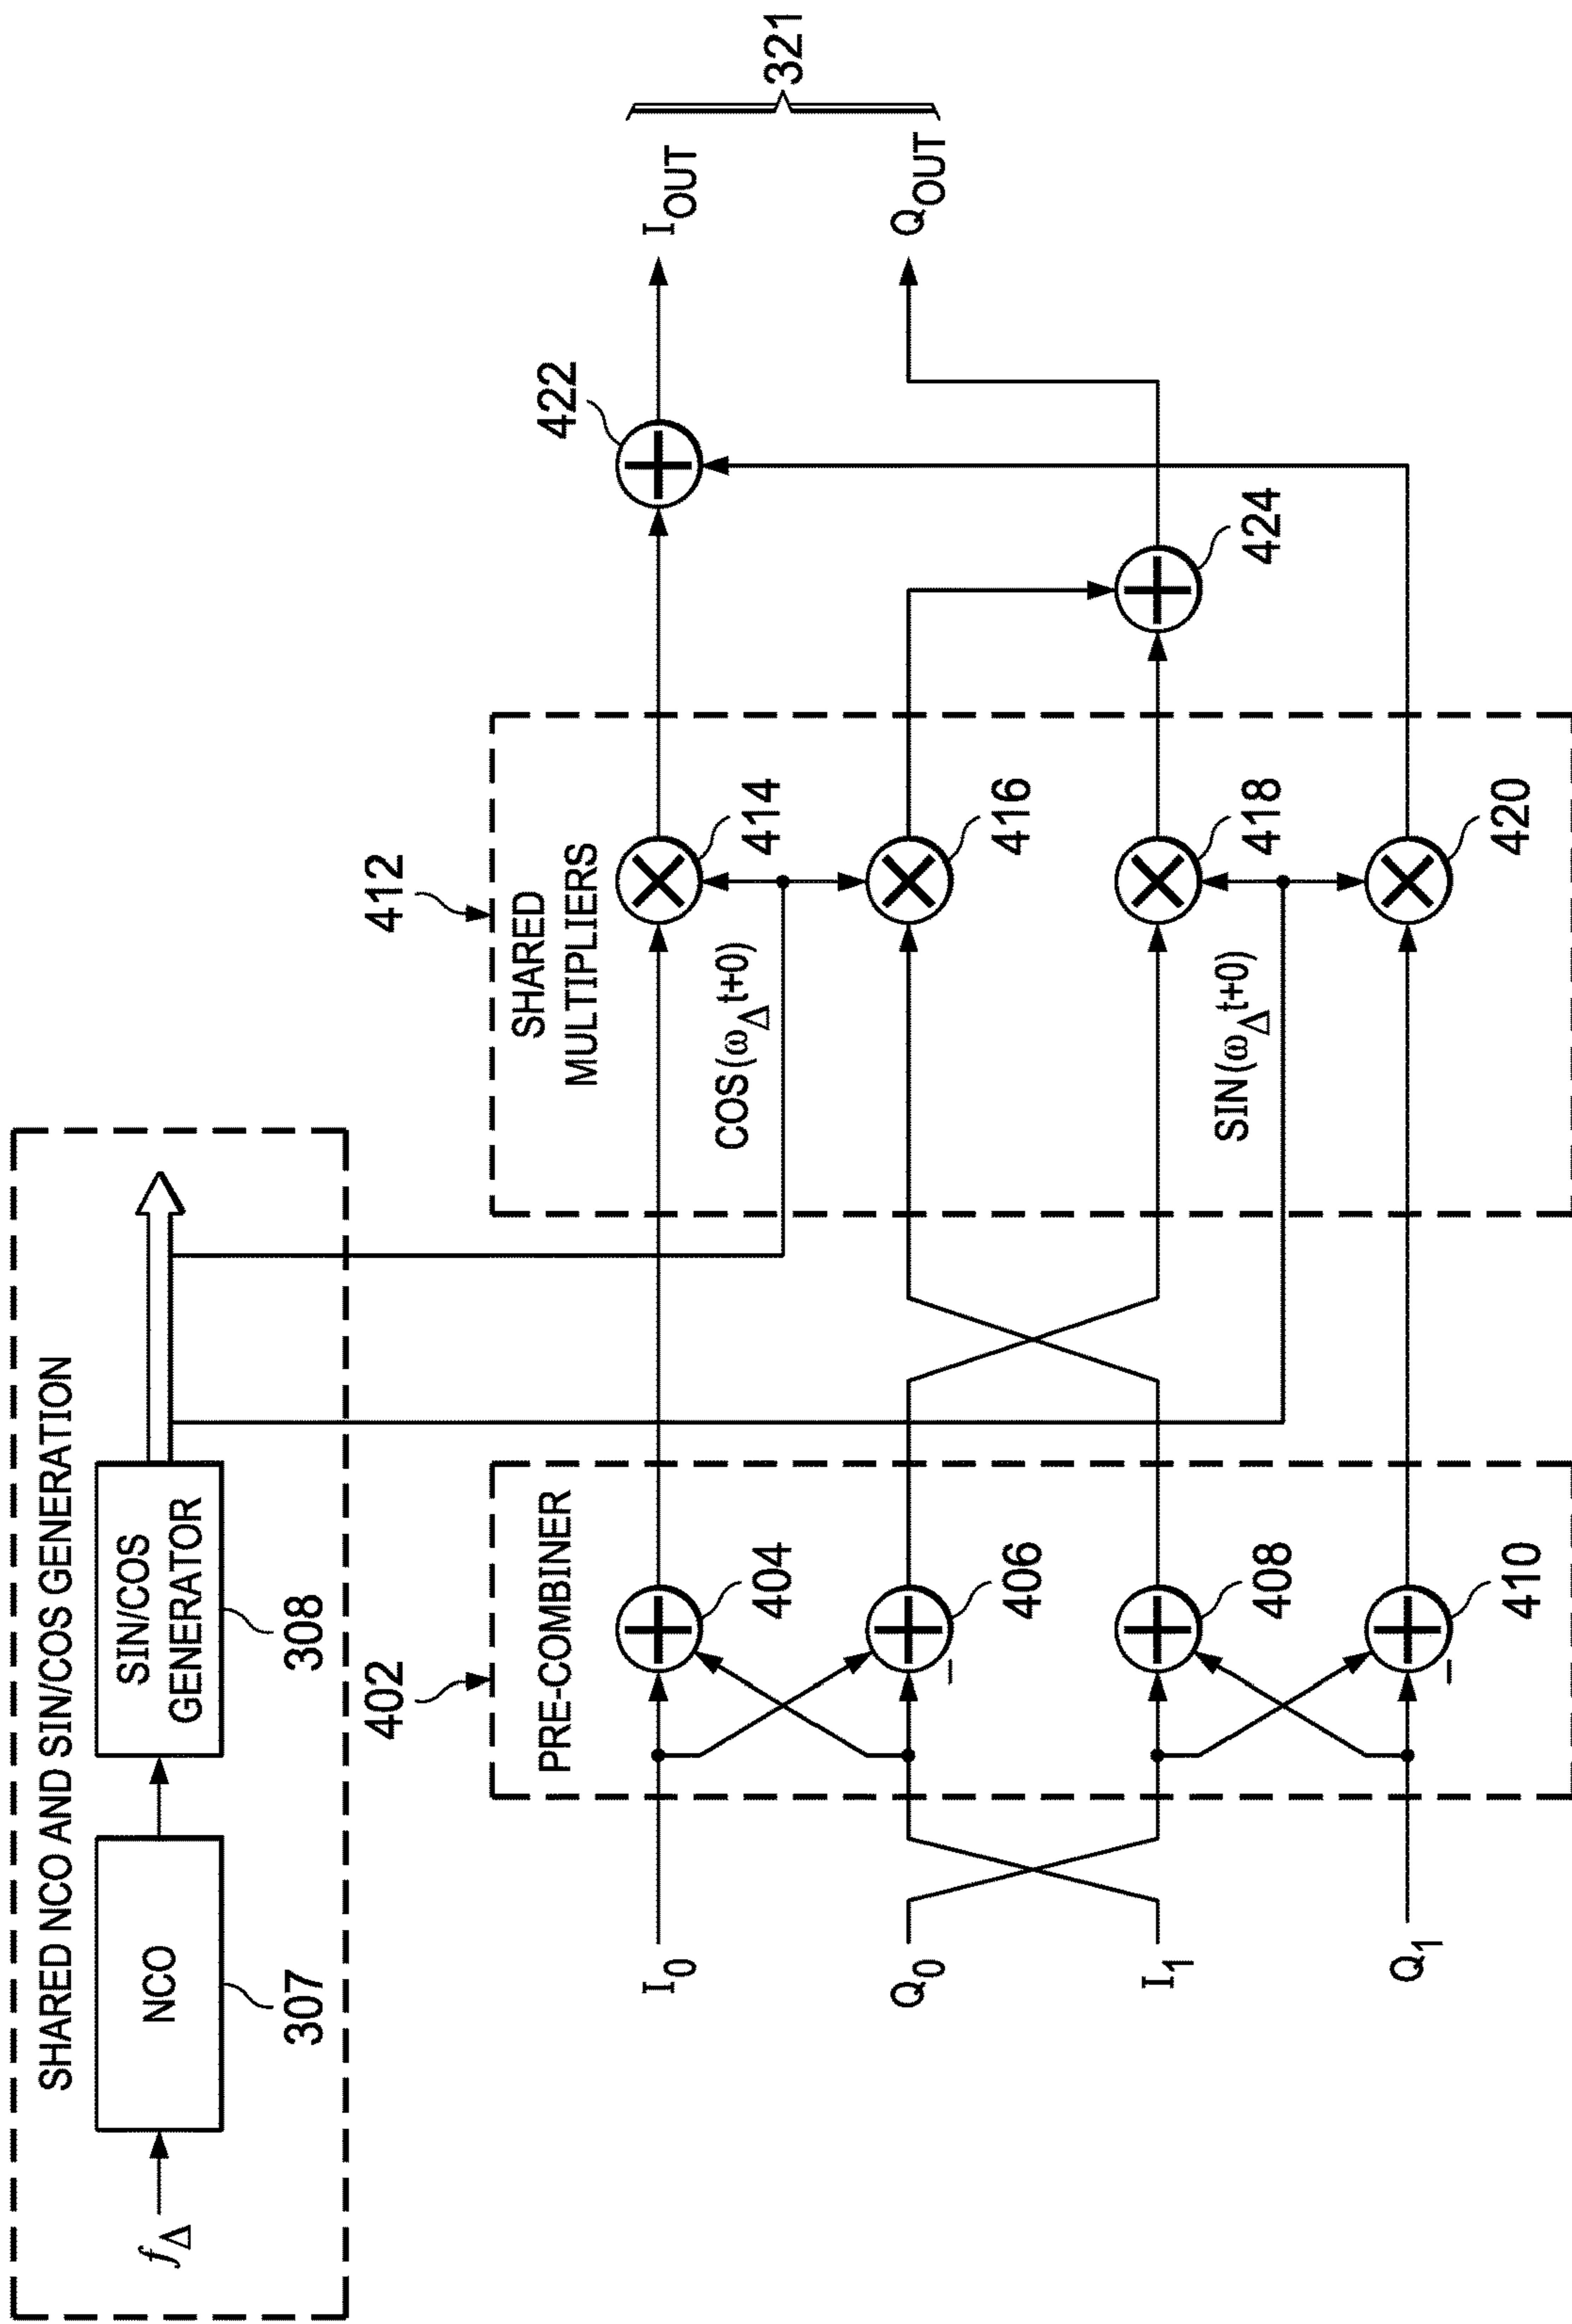 SHARED NCO AND SIN/COS GENERATION
f_Δ
NCO
307
SIN/COS
GENERATOR
308
402
PRE-COMBINER
412
SHARED
MULTIPLIERS
I_0
Q_0
I_1
Q_1
404
406
-
408
410
-
COS(ω_Δ t+0)
SIN(ω_Δ t+0)
414
416
418
420
422
424
I_OUT
Q_OUT
321